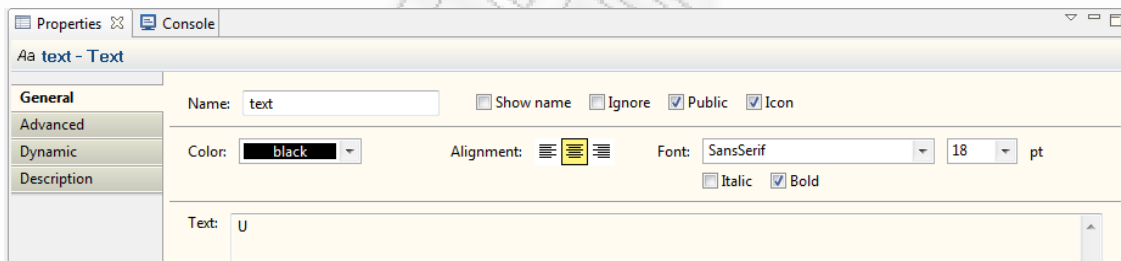 Properties Console
Aa text - Text
General
Name: text Show name Ignore Public Icon
Advanced
Dynamic
Color: black Alignment: Font: SansSerif 18 pt
Description
Italic Bold
Text: U